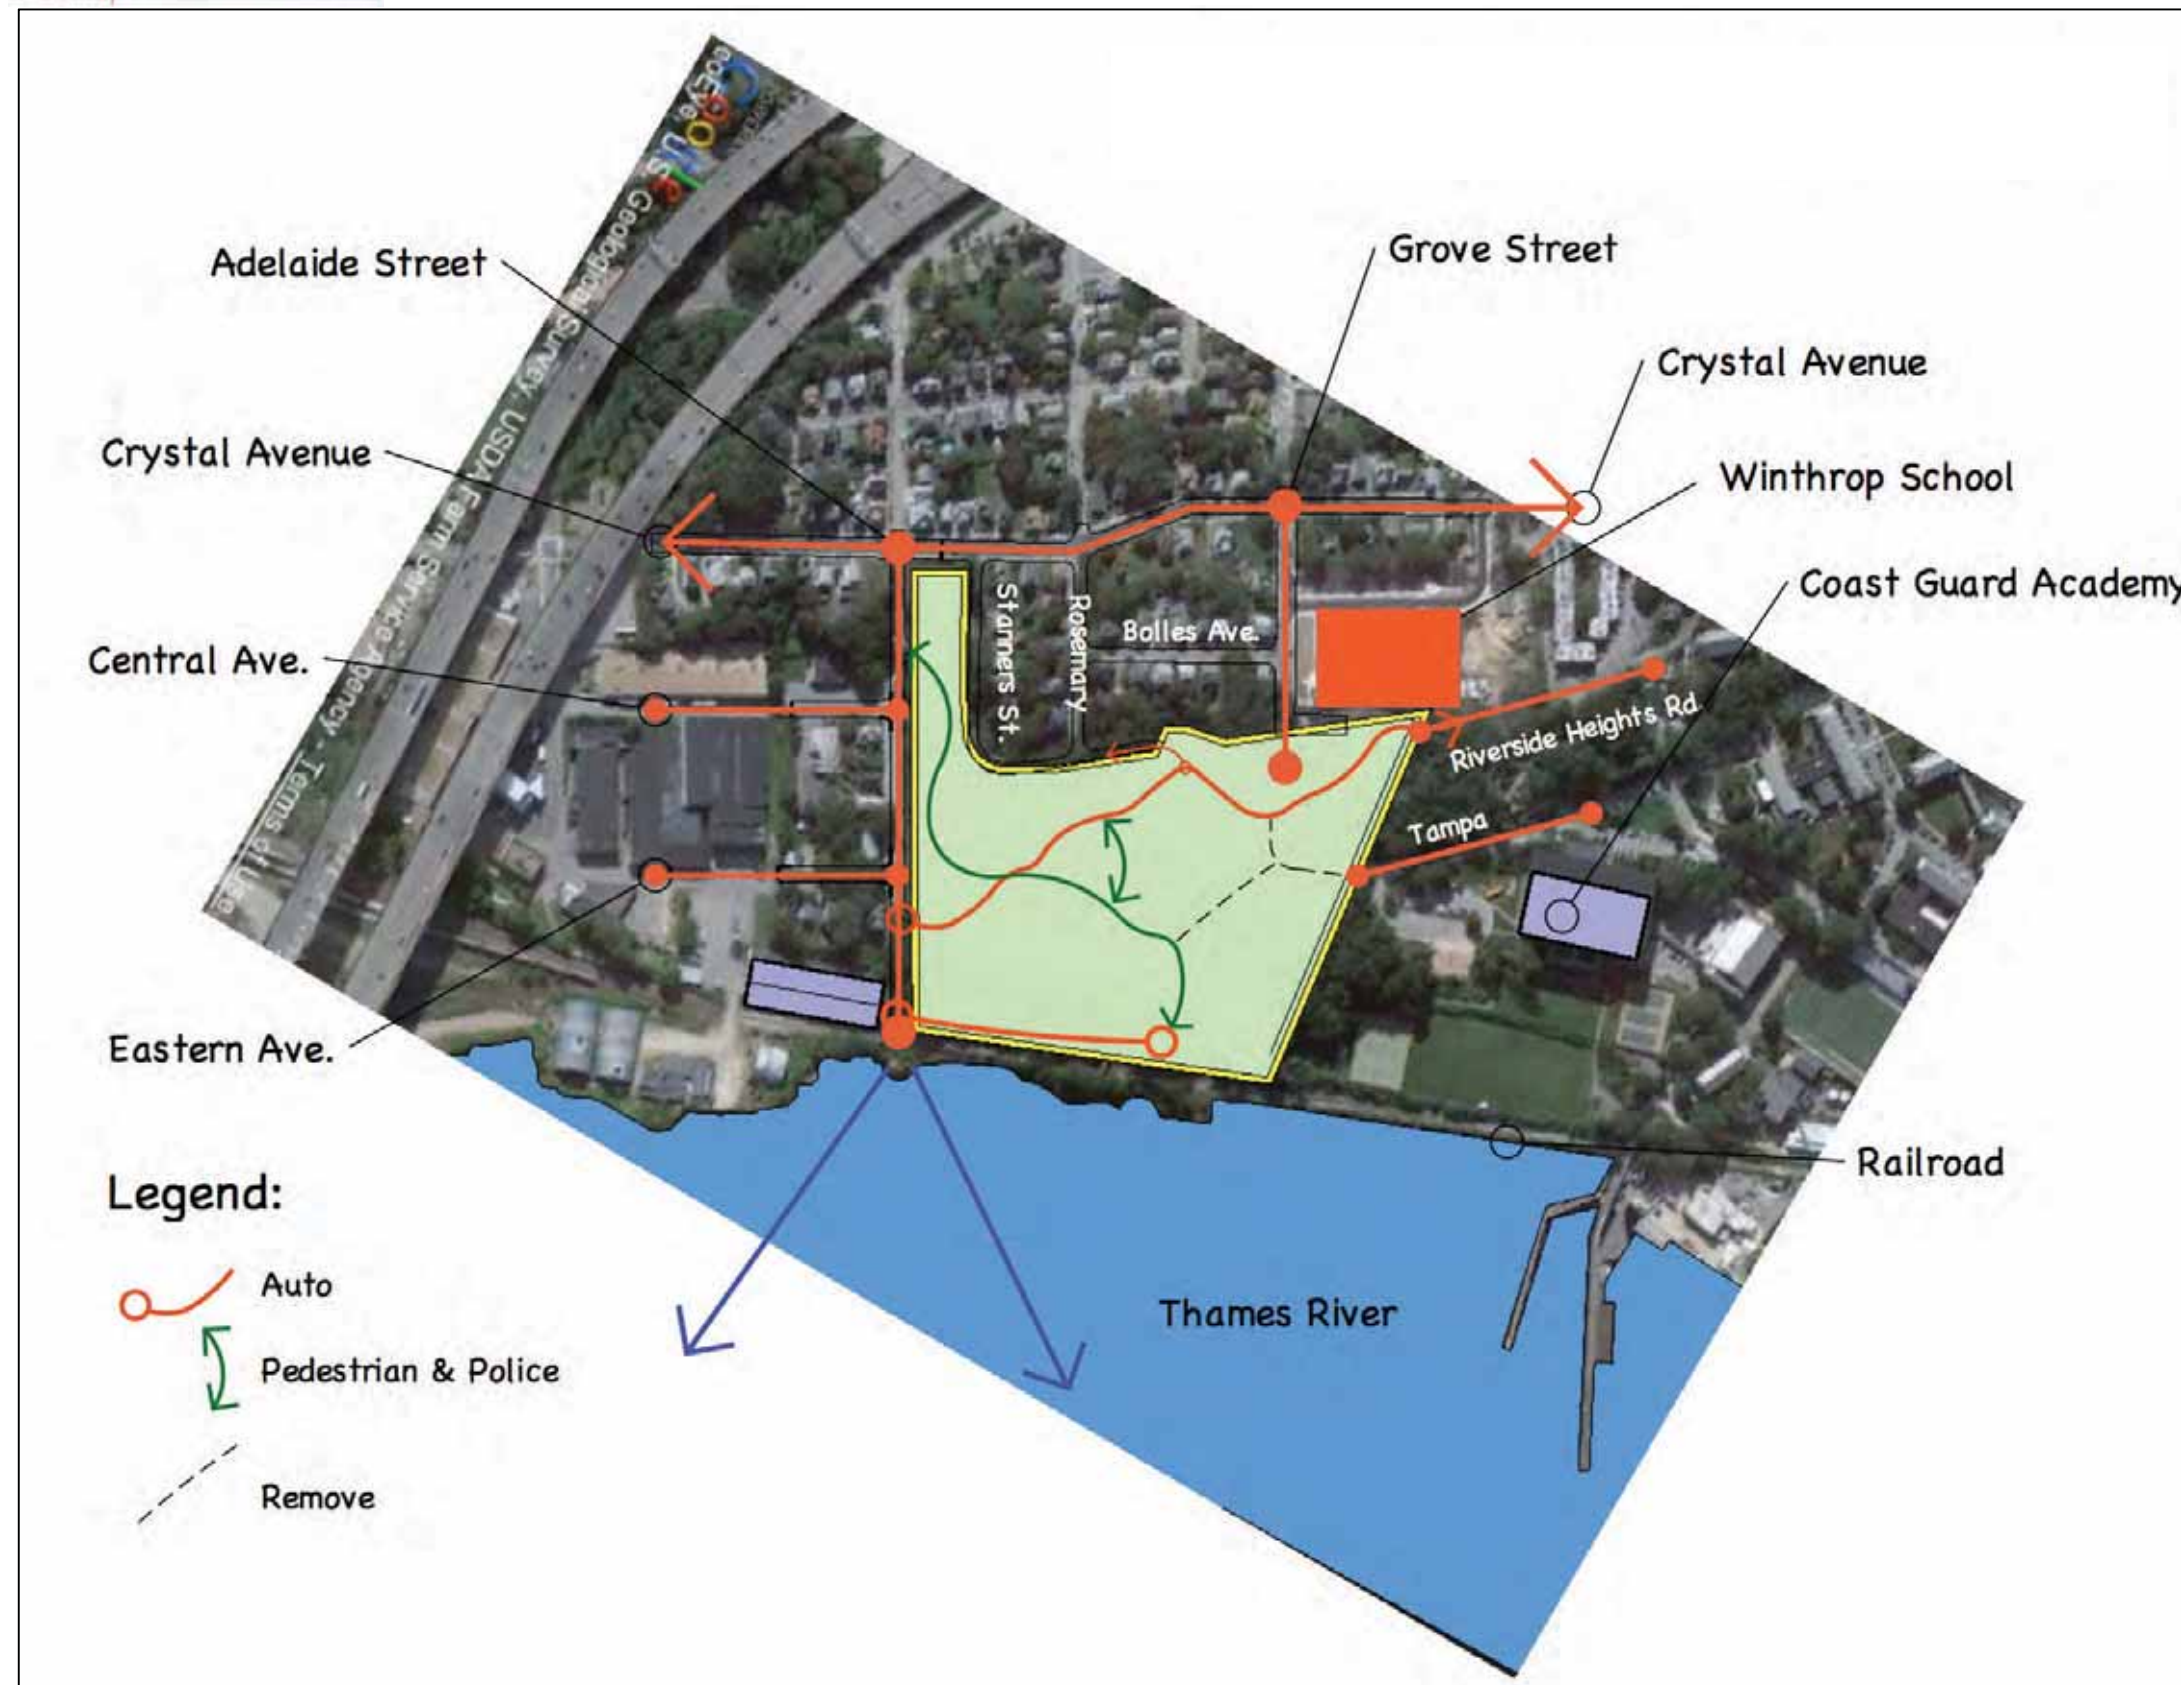 Google
eoEye, U.S. Geological Survey, USDA Farm Service Agency - Terms of Use
Adelaide Street
Grove Street
Crystal Avenue
Crystal Avenue
Winthrop School
Coast Guard Academy
Starners St.
Rosemary
Bolles Ave.
Central Ave.
Riverside Heights Rd
Tampa
Eastern Ave.
Railroad
Legend:
Auto
Pedestrian & Police
Remove
Thames River